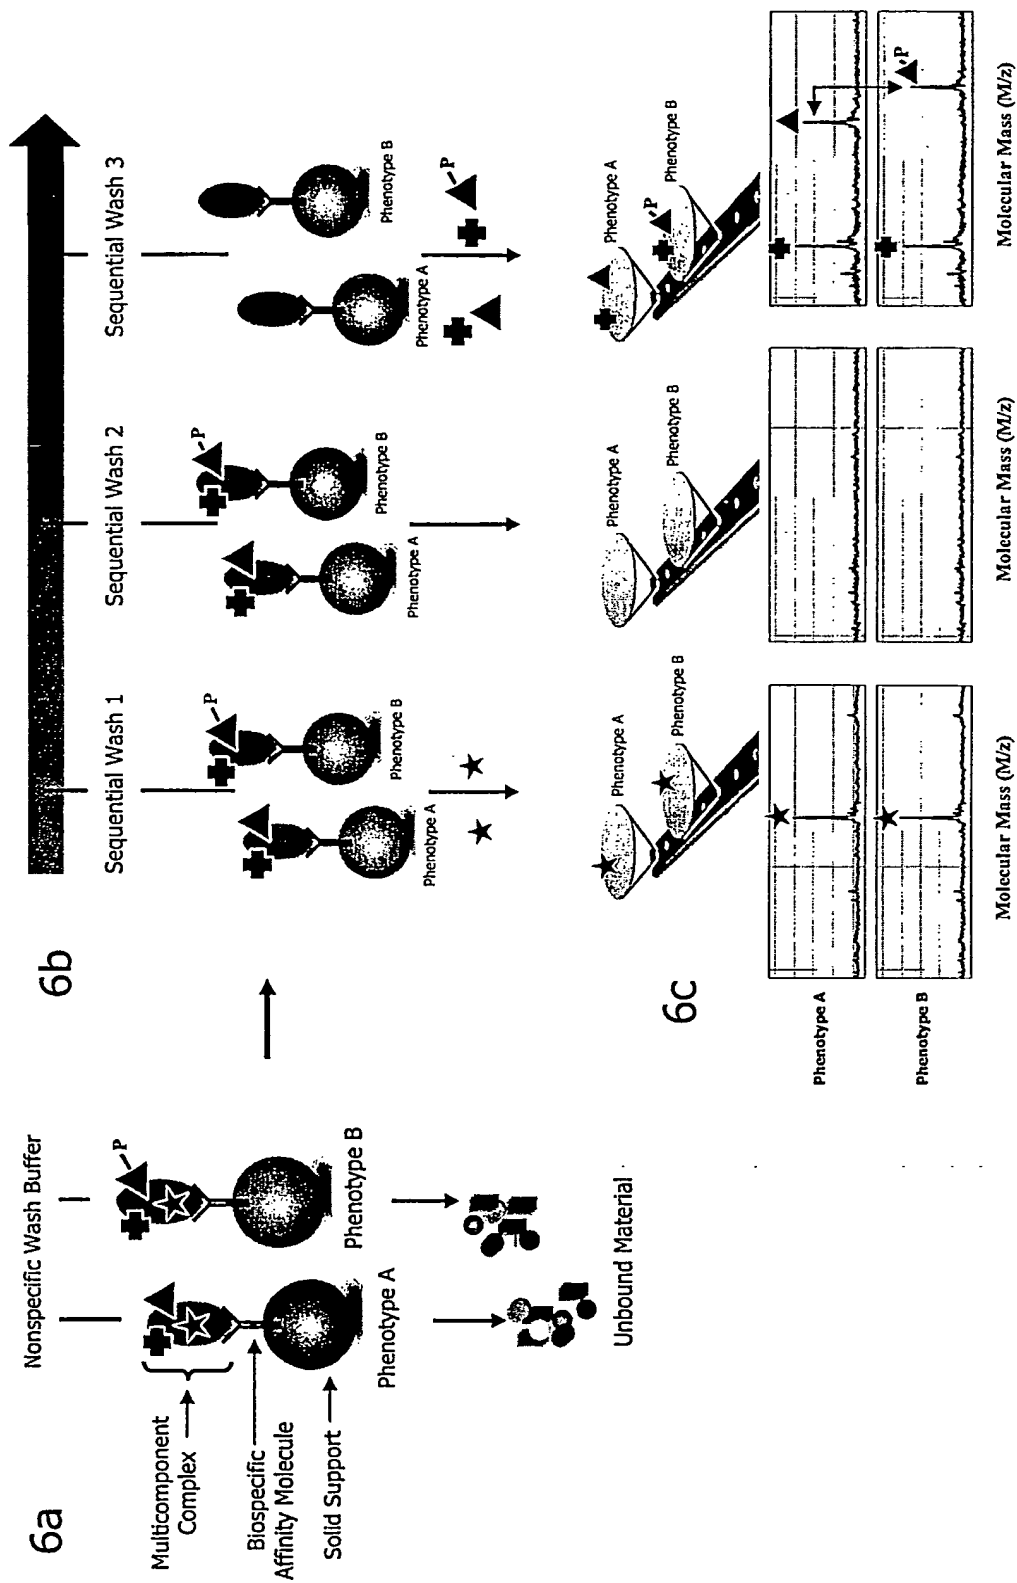 6a
Nonspecific Wash Buffer
Multicomponent
Complex
Biospecific
Affinity Molecule
Solid Support
P
Phenotype A
Phenotype B
Unbound Material
6b
Sequential Wash 1
Sequential Wash 2
Sequential Wash 3
P
Phenotype A
Phenotype B
P
Phenotype A
Phenotype B
Phenotype A
Phenotype B
P
6c
Phenotype A
Phenotype B
Phenotype A
Phenotype B
Phenotype A
P
Phenotype B
Phenotype A
Phenotype B
P
Molecular Mass (M/z)
Molecular Mass (M/z)
Molecular Mass (M/z)